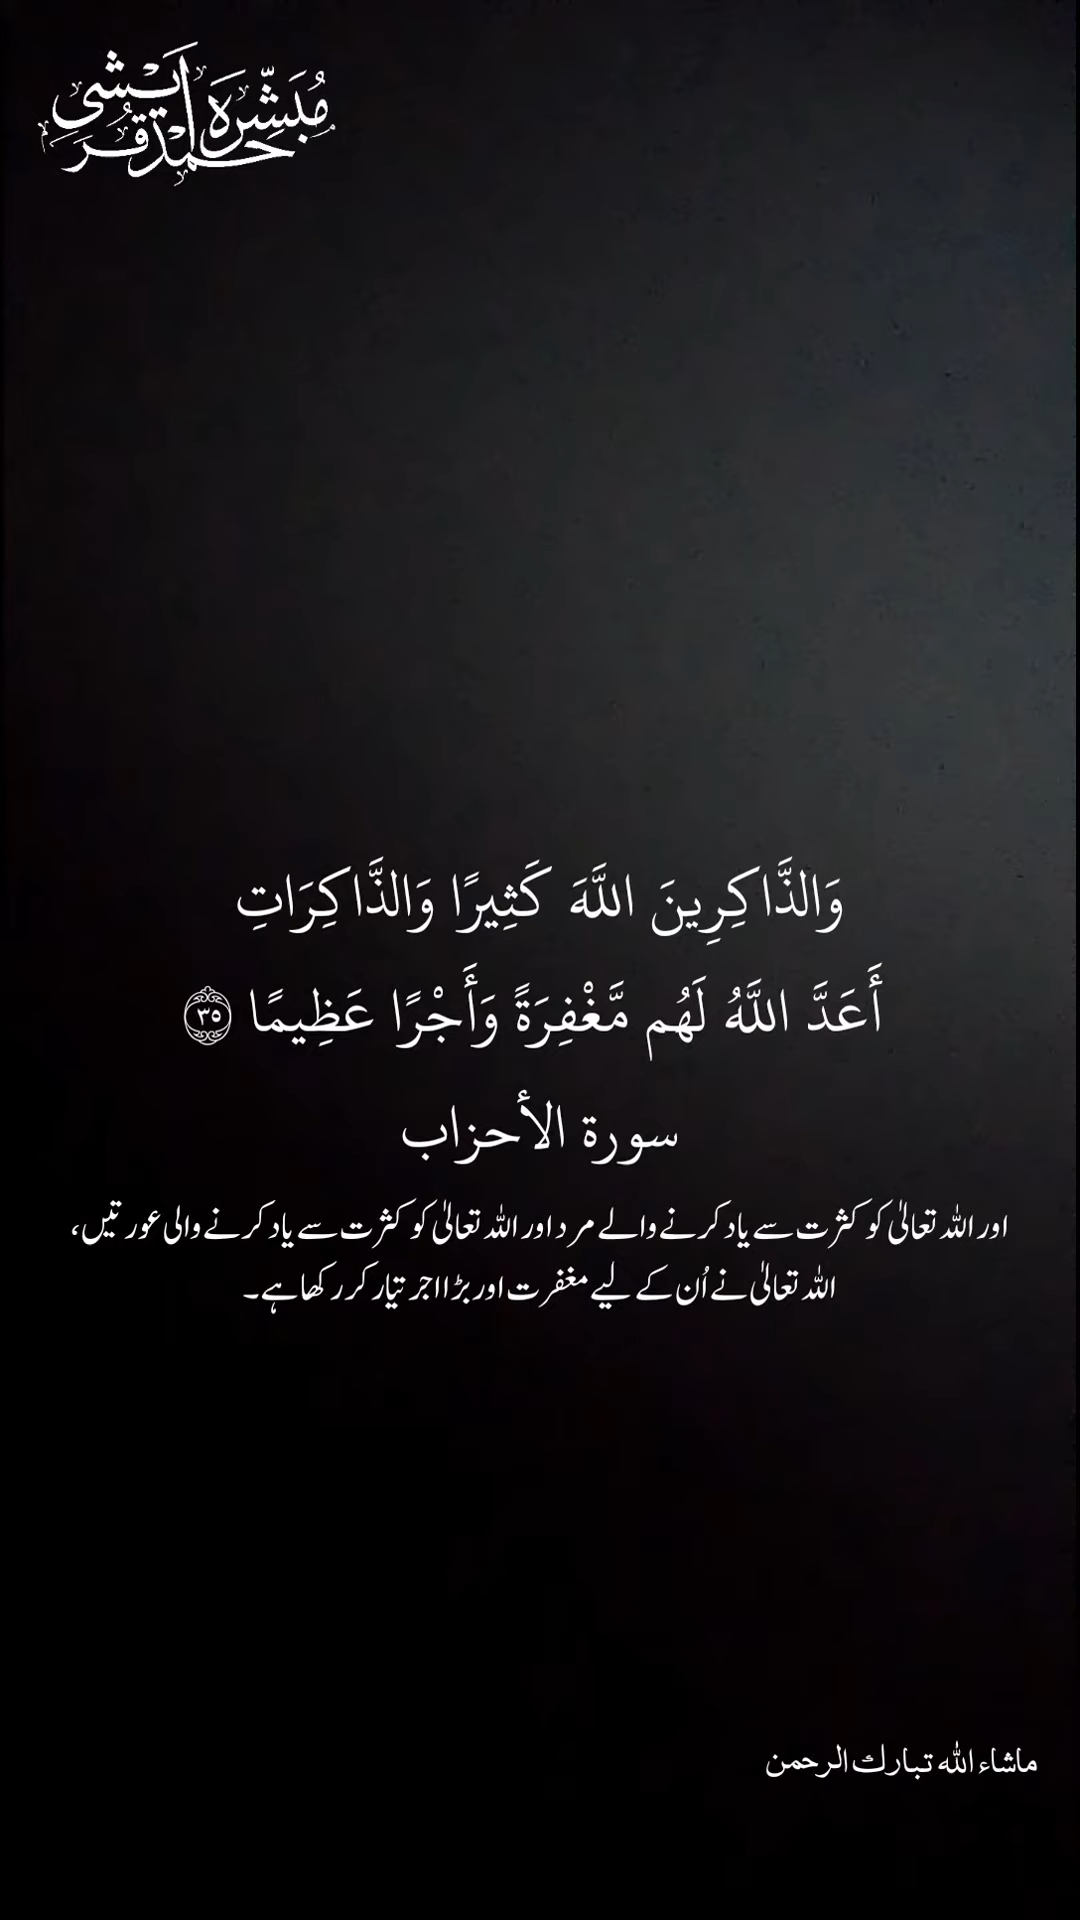 مُبَشِّرَه احمد قریشی
وَالذَّاكِرِينَ اللَّهَ كَثِيرًا وَالذَّاكِرَاتِ
أَعَدَّ اللَّهُ لَهُم مَّغْفِرَةً وَأَجْرًا عَظِيمًا ۝٣٥
سورة الأحزاب
اور اللہ تعالیٰ کو کثرت سے یاد کرنے والے مرد اور اللہ تعالیٰ کو کثرت سے یاد کرنے والی عورتیں،
اللہ تعالیٰ نے اُن کے لیے مغفرت اور بڑا اجر تیار کر رکھا ہے۔
ماشاء الله تبارك الرحمن